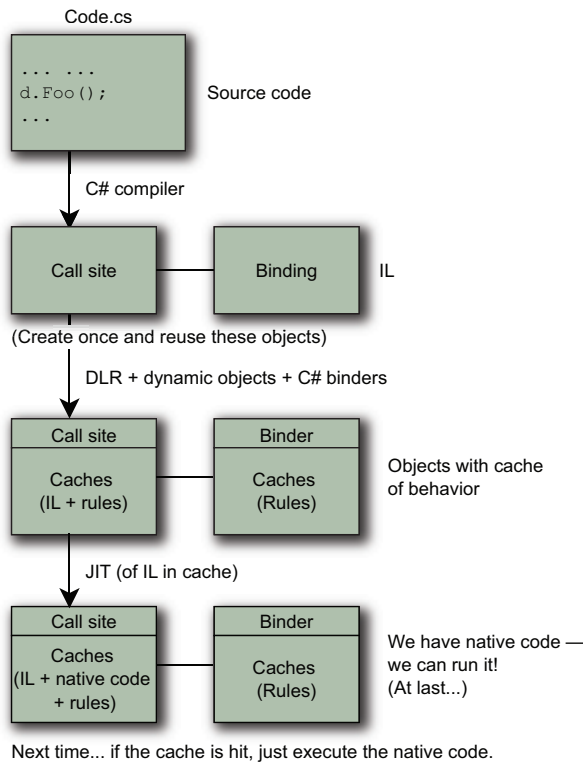 Code.cs
... ...
d.Foo();
...
Source code
C# compiler
Call site
Binding
IL
(Create once and reuse these objects)
DLR + dynamic objects + C# binders
Call site
Binder
Caches
(IL + rules)
Caches
(Rules)
Objects with cache
of behavior
JIT (of IL in cache)
Call site
Binder
Caches
(IL + native code
+ rules)
Caches
(Rules)
We have native code —
we can run it!
(At last...)
Next time... if the cache is hit, just execute the native code.